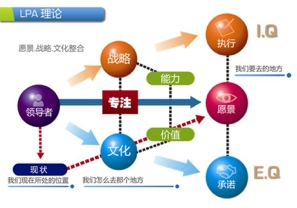 LPA 理论
愿景.战略.文化整合
战略
执行
I.Q
我们要去的地方
能力
领导者
专注
愿景
价值
文化
现状
我们现在所处的位置
我们怎么去那个地方
承诺
E.Q